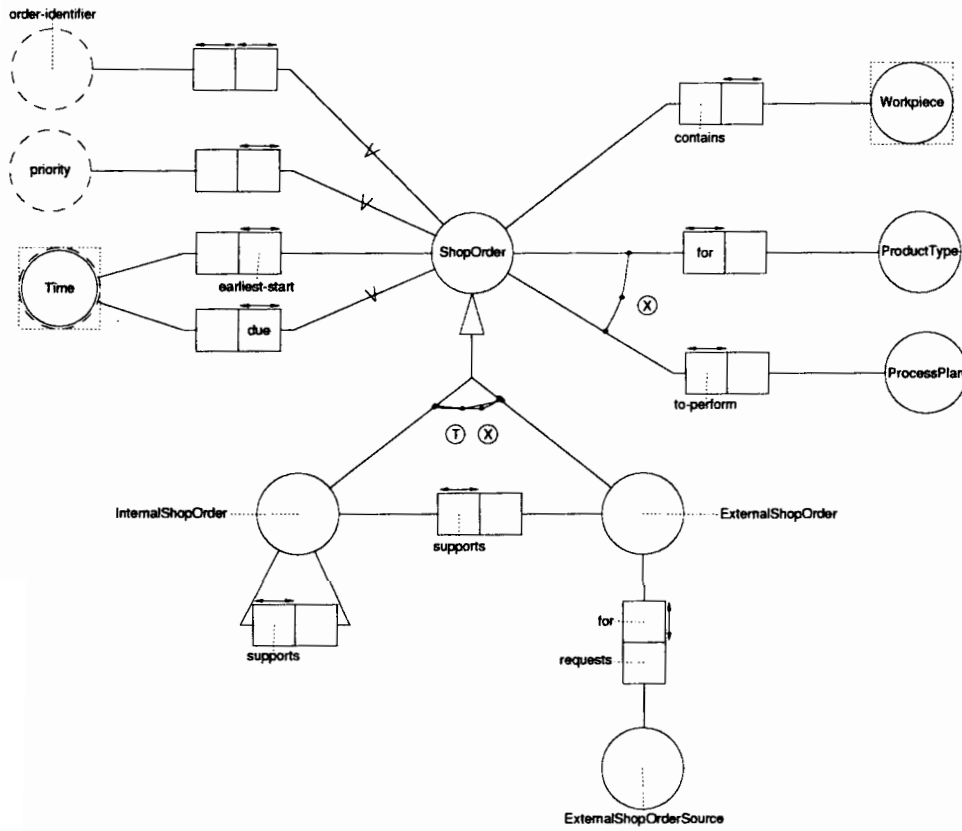 order-identifier
priority
Time
earliest-start
due
ShopOrder
contains
Workpiece
for
ProductType
X
to-perform
ProcessPlan
T
X
InternalShopOrder
supports
ExternalShopOrder
supports
for
requests
ExternalShopOrderSource